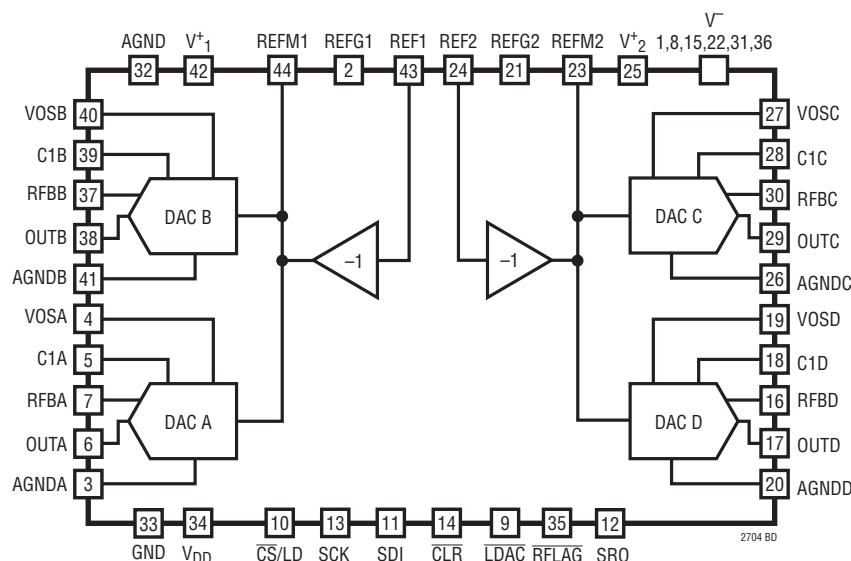 AGND V+1 REFM1 REFG1 REF1 REF2 REFG2 REFM2 V+2 V–
1,8,15,22,31,36
32 42 44 2 43 24 21 23 25
VOSB 40
C1B 39
RFBB 37
OUTB 38
AGNDB 41
VOSA 4
C1A 5
RFBA 7
OUTA 6
AGNDA 3
DAC B
DAC A
–1
–1
DAC C
DAC D
27 VOSC
28 C1C
30 RFBC
29 OUTC
26 AGNDC
19 VOSD
18 C1D
16 RFBD
17 OUTD
20 AGNDD
33 34 10 13 11 14 9 35 12
GND VDD CS/LD SCK SDI CLR LDAC RFLAG SRO
2704 BD